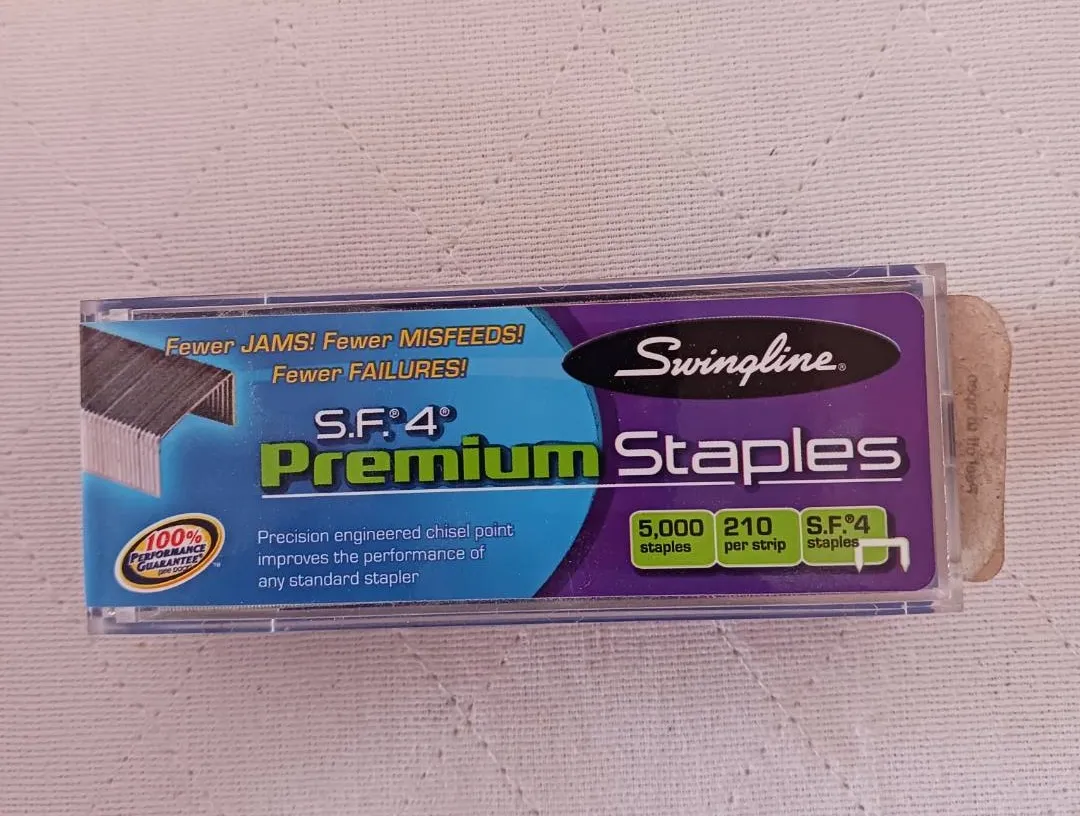 Fewer JAMS! Fewer MISFEEDS!
Fewer FAILURES!
Swingline®
S.F.® 4®
Premium Staples
100%
PERFORMANCE
GUARANTEE*
™
Precision engineered chisel point
improves the performance of
any standard stapler
5,000
staples
210
per strip
S.F.®4
staples